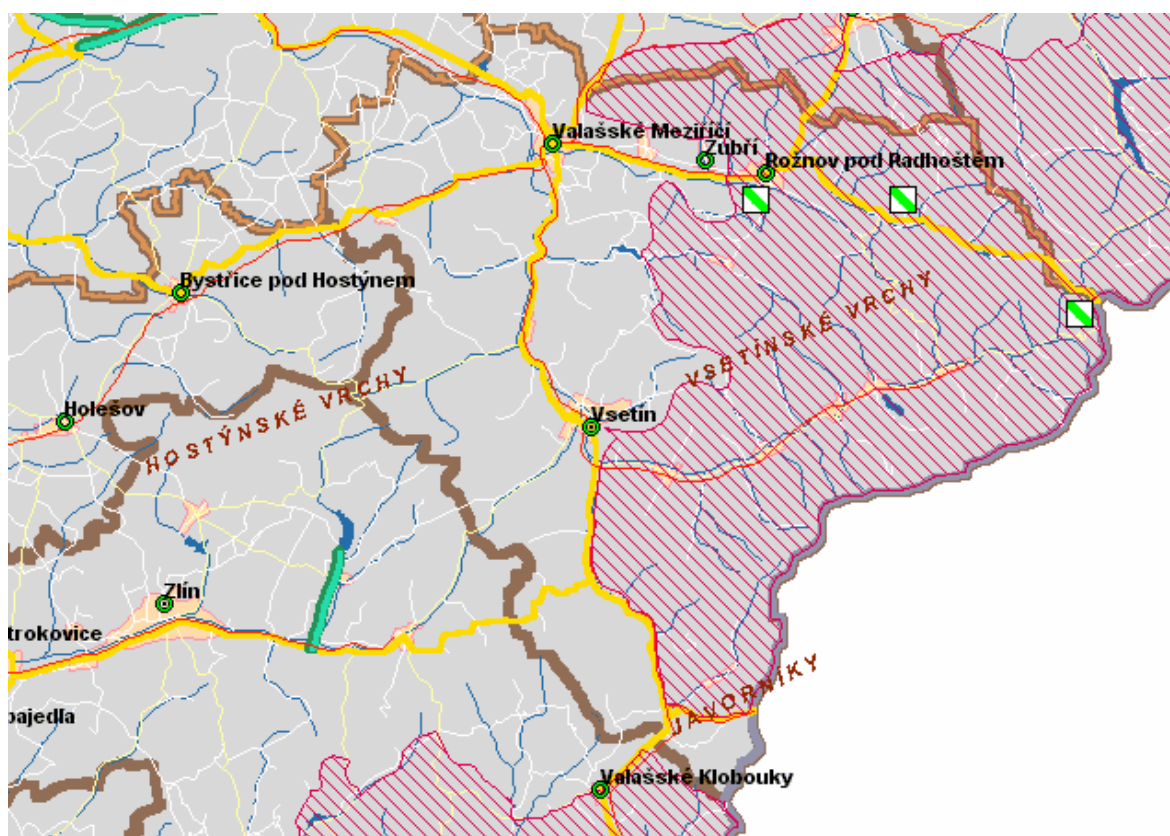 Valašské Meziříčí
Zubří
Rožnov pod Radhoštěm
Bystřice pod Hostýnem
VSETÍNSKÉ VRCHY
HOSTÝNSKÉ VRCHY
Holešov
Vsetín
Zlín
trokovice
JAVORNÍKY
pajedla
Valašské Klobouky